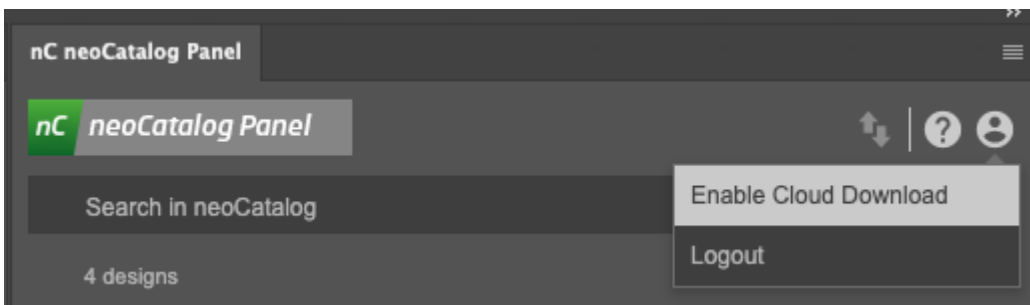 nC neoCatalog Panel
nC neoCatalog Panel
Search in neoCatalog
Enable Cloud Download
Logout
4 designs